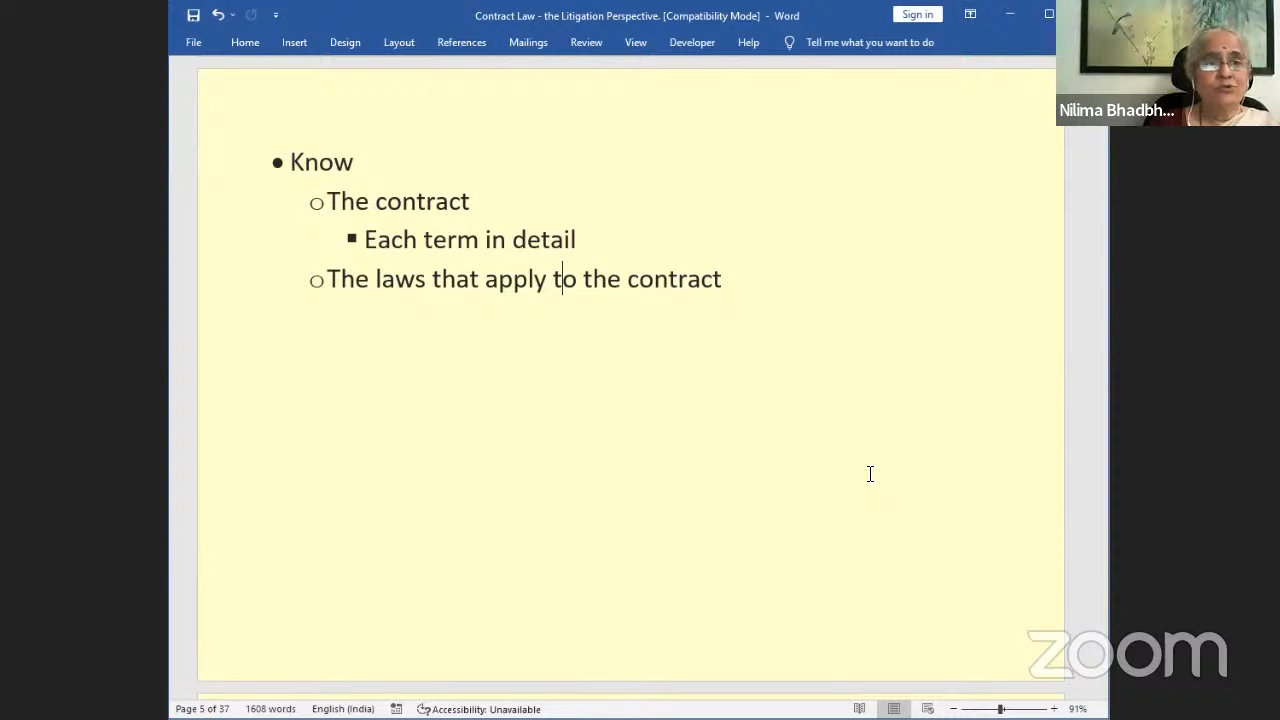 Contract Law - the Litigation Perspective. [Compatibility Mode] - Word
Sign in
File Home Insert Design Layout References Mailings Review View Developer Help Tell me what you want to do
Nilima Bhadbh...
• Know
o The contract
▪ Each term in detail
o The laws that apply to the contract
zoom
Page 5 of 37 1608 words English (India) Accessibility: Unavailable 91%